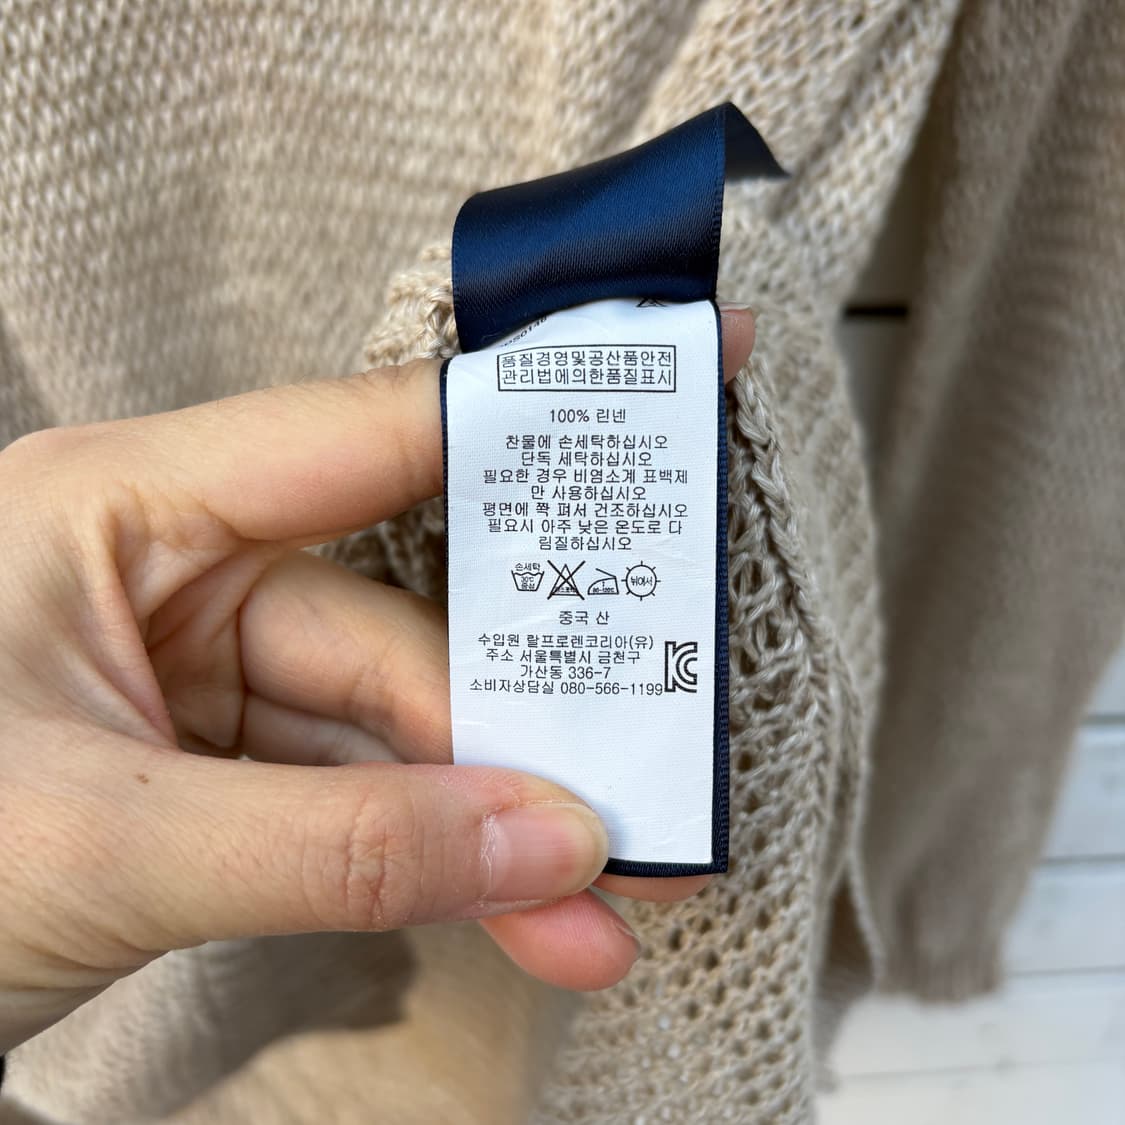 품질경영및공산품안전
관리법에의한품질표시
100% 린넨
찬물에 손세탁하십시오
단독 세탁하십시오
필요한 경우 비염소계 표백제
만 사용하십시오
평면에 쫙 펴서 건조하십시오
필요시 아주 낮은 온도로 다
림질하십시오
손세탁
30℃
중성
80-120℃
뉘어서
중국 산
수입원 랄프로렌코리아(유)
주소 서울특별시 금천구
가산동 336-7
소비자상담실 080-566-1199